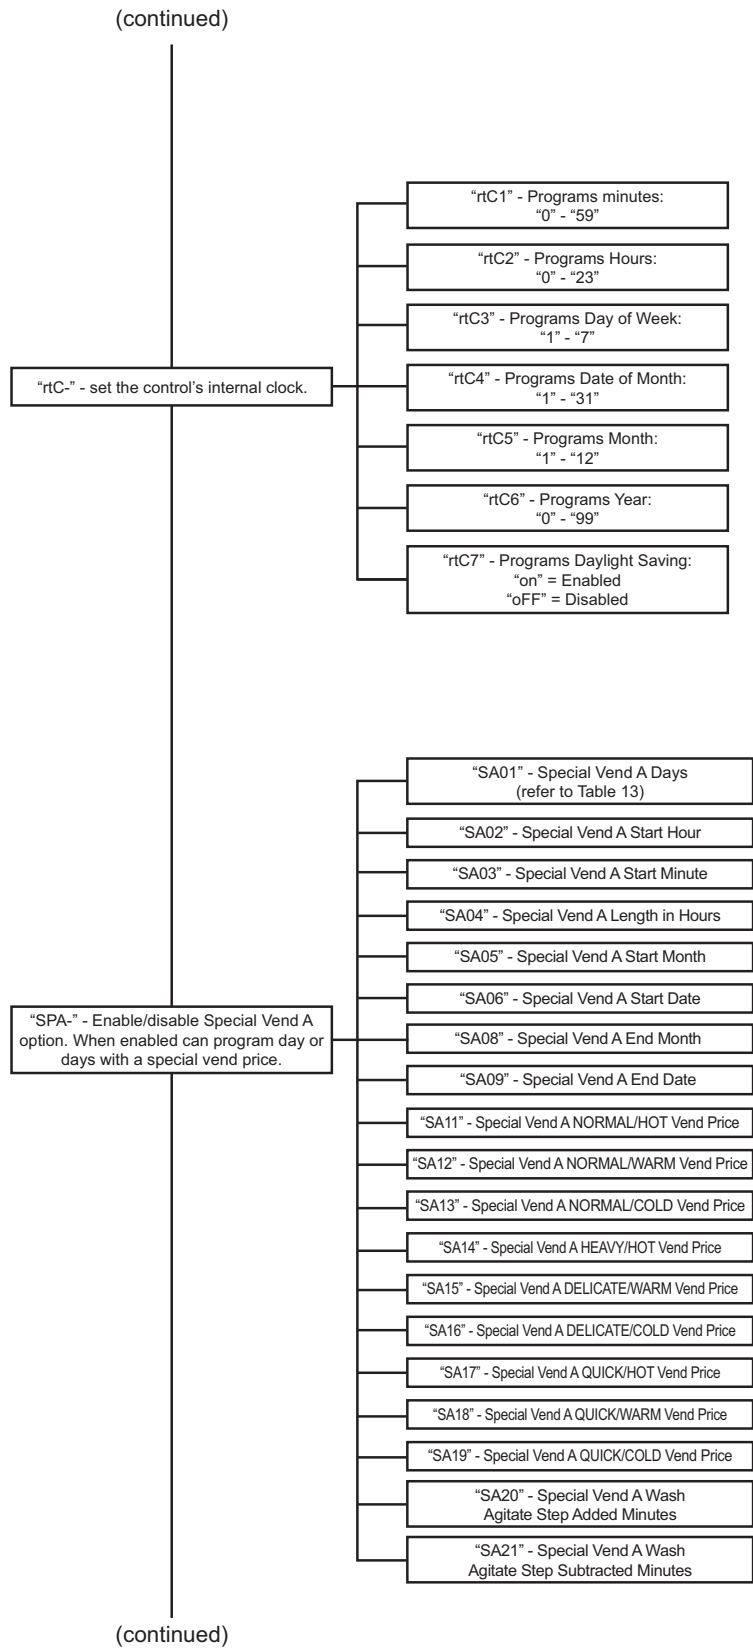 (continued)
“rtC1” - Programs minutes:
“0” - “59”
“rtC2” - Programs Hours:
“0” - “23”
“rtC3” - Programs Day of Week:
“1” - “7”
“rtC-” - set the control’s internal clock.
“rtC4” - Programs Date of Month:
“1” - “31”
“rtC5” - Programs Month:
“1” - “12”
“rtC6” - Programs Year:
“0” - “99”
“rtC7” - Programs Daylight Saving:
“on” = Enabled
“oFF” = Disabled
“SA01” - Special Vend A Days
(refer to Table 13)
“SA02” - Special Vend A Start Hour
“SA03” - Special Vend A Start Minute
“SA04” - Special Vend A Length in Hours
“SA05” - Special Vend A Start Month
“SA06” - Special Vend A Start Date
“SPA-” - Enable/disable Special Vend A
option. When enabled can program day or
days with a special vend price.
“SA08” - Special Vend A End Month
“SA09” - Special Vend A End Date
“SA11” - Special Vend A NORMAL/HOT Vend Price
“SA12” - Special Vend A NORMAL/WARM Vend Price
“SA13” - Special Vend A NORMAL/COLD Vend Price
“SA14” - Special Vend A HEAVY/HOT Vend Price
“SA15” - Special Vend A DELICATE/WARM Vend Price
“SA16” - Special Vend A DELICATE/COLD Vend Price
“SA17” - Special Vend A QUICK/HOT Vend Price
“SA18” - Special Vend A QUICK/WARM Vend Price
“SA19” - Special Vend A QUICK/COLD Vend Price
“SA20” - Special Vend A Wash
Agitate Step Added Minutes
“SA21” - Special Vend A Wash
Agitate Step Subtracted Minutes
(continued)